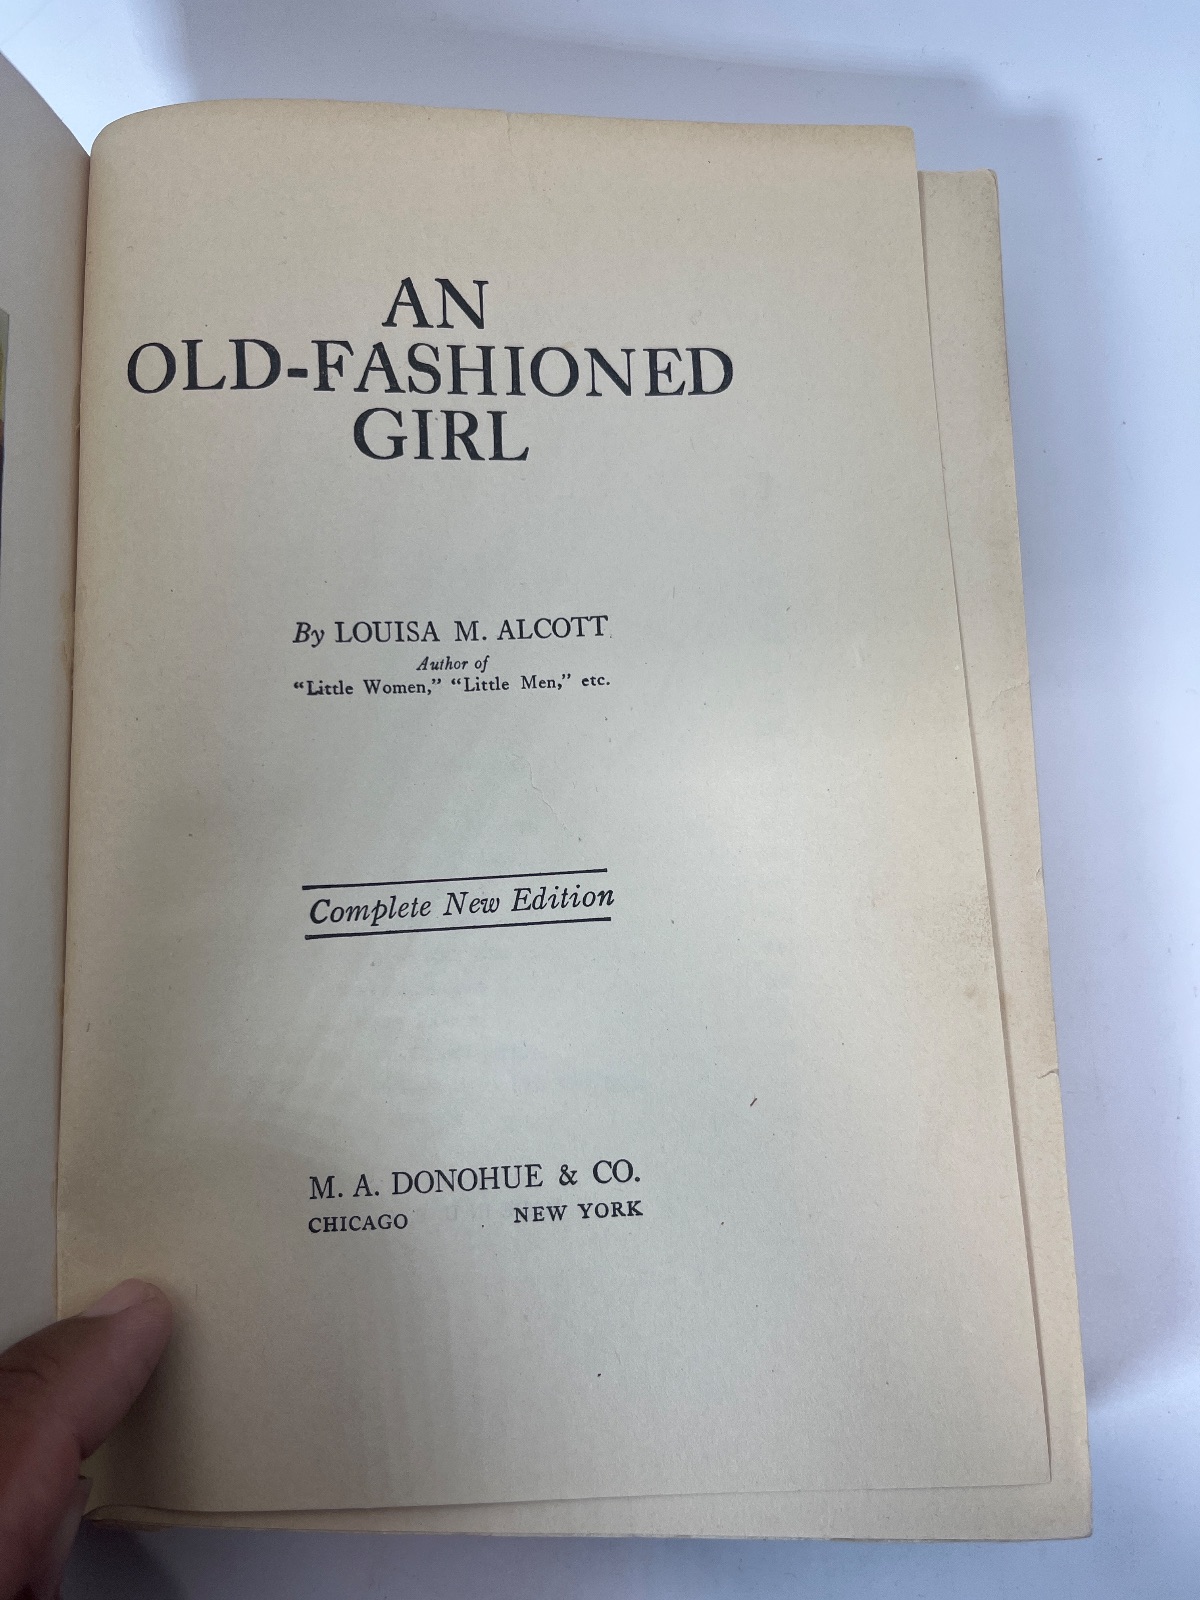 AN
OLD-FASHIONED
GIRL
By LOUISA M. ALCOTT
Author of
“Little Women,” “Little Men,” etc.
Complete New Edition
M. A. DONOHUE & CO.
CHICAGO NEW YORK